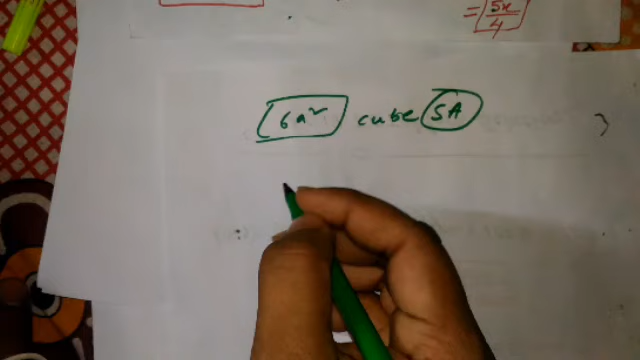 = 5x/4
6a² cube SA